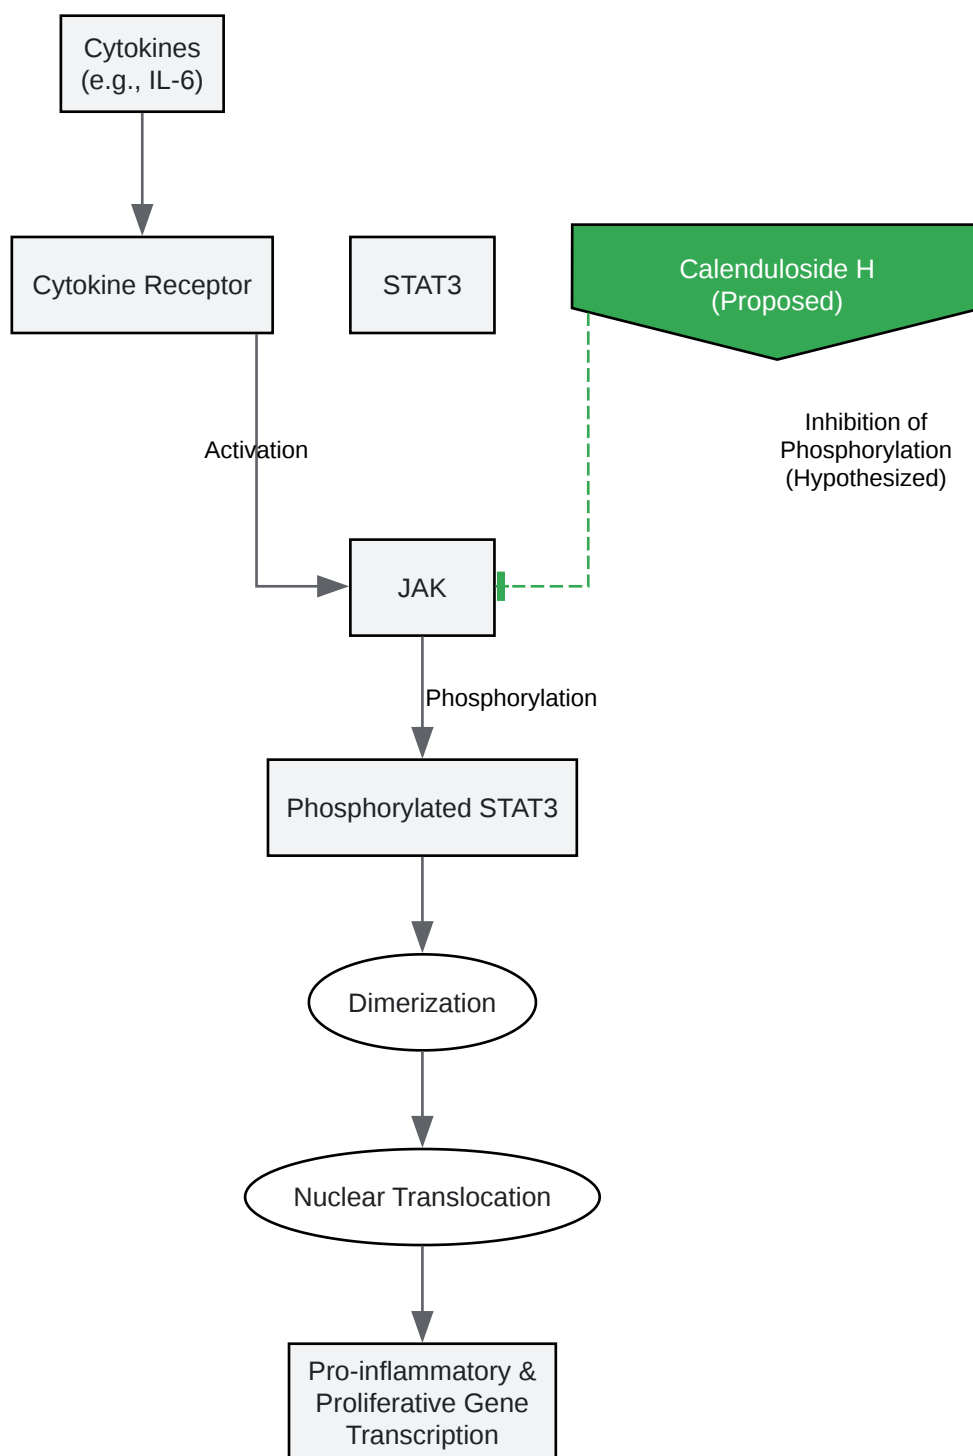 Cytokines
(e.g., IL-6)
Cytokine Receptor
STAT3
Calenduloside H
(Proposed)
Activation
Inhibition of
Phosphorylation
(Hypothesized)
JAK
Phosphorylation
Phosphorylated STAT3
Dimerization
Nuclear Translocation
Pro-inflammatory &
Proliferative Gene
Transcription